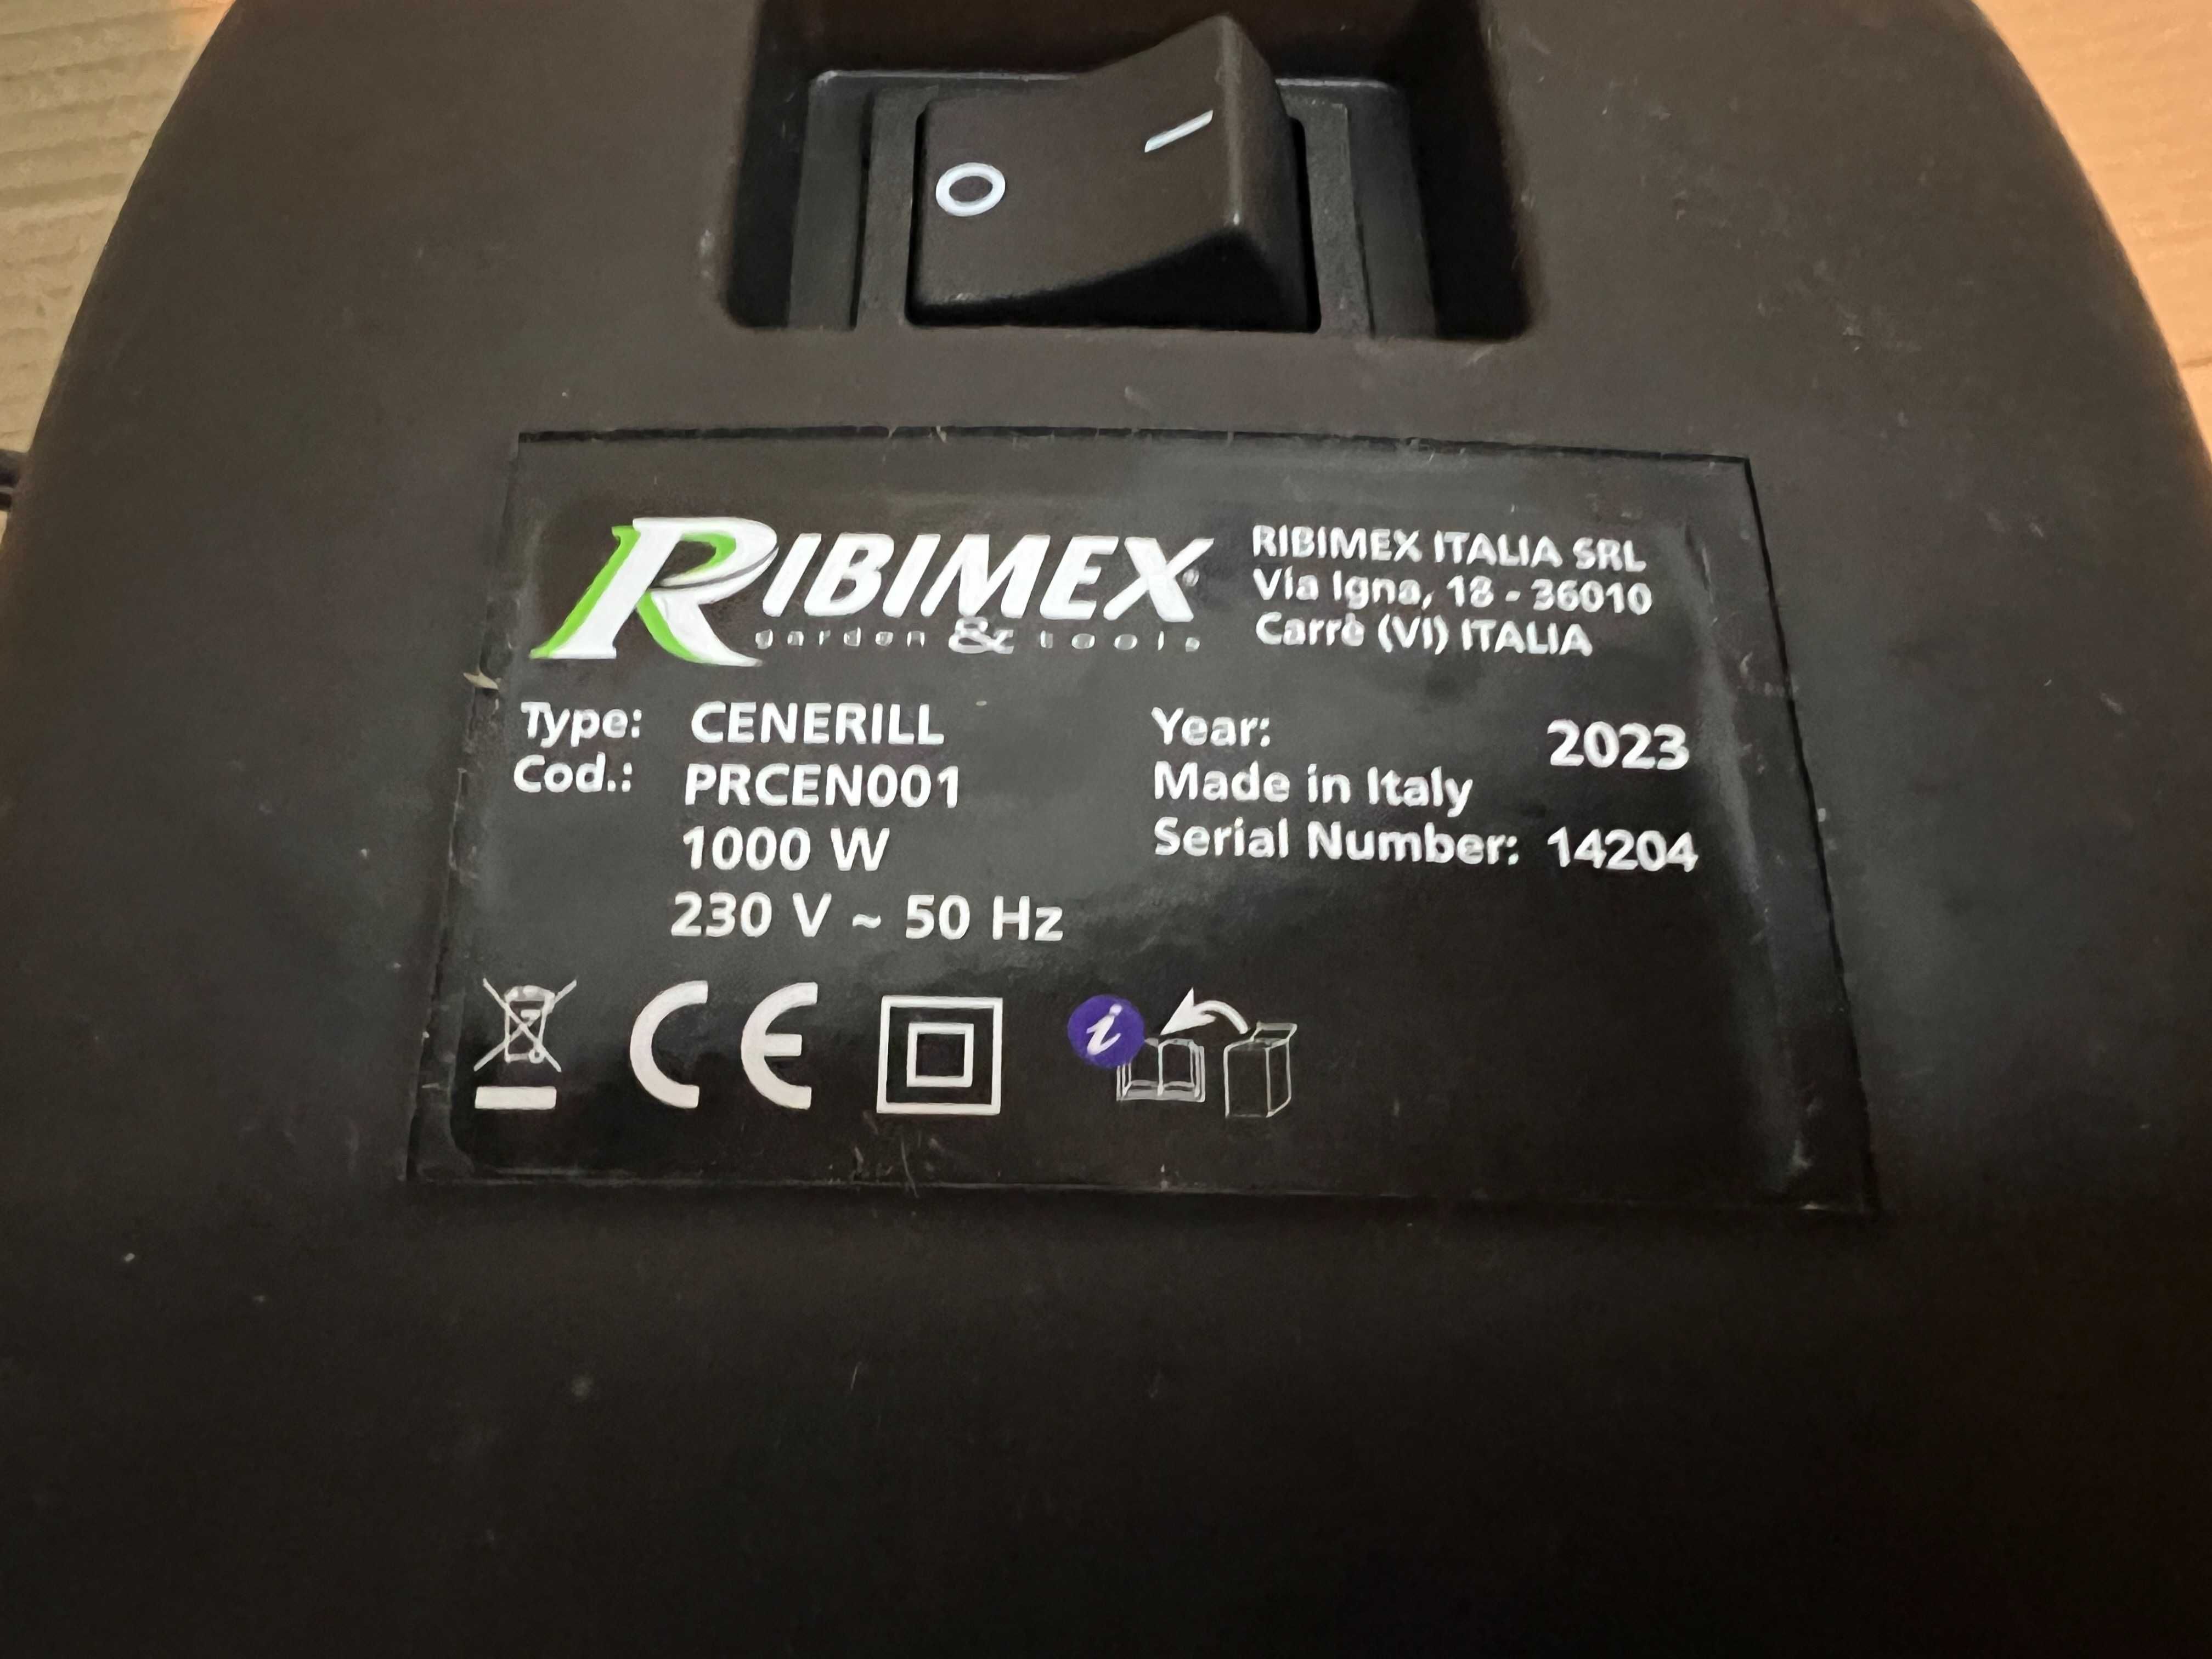 O I
RIBIMEX®
garden & tools
RIBIMEX ITALIA SRL
Via Igna, 18 - 36010
Carrè (VI) ITALIA
Type: CENERILL
Cod.: PRCEN001
1000 W
230 V ~ 50 Hz
Year: 2023
Made in Italy
Serial Number: 14204
CE
i